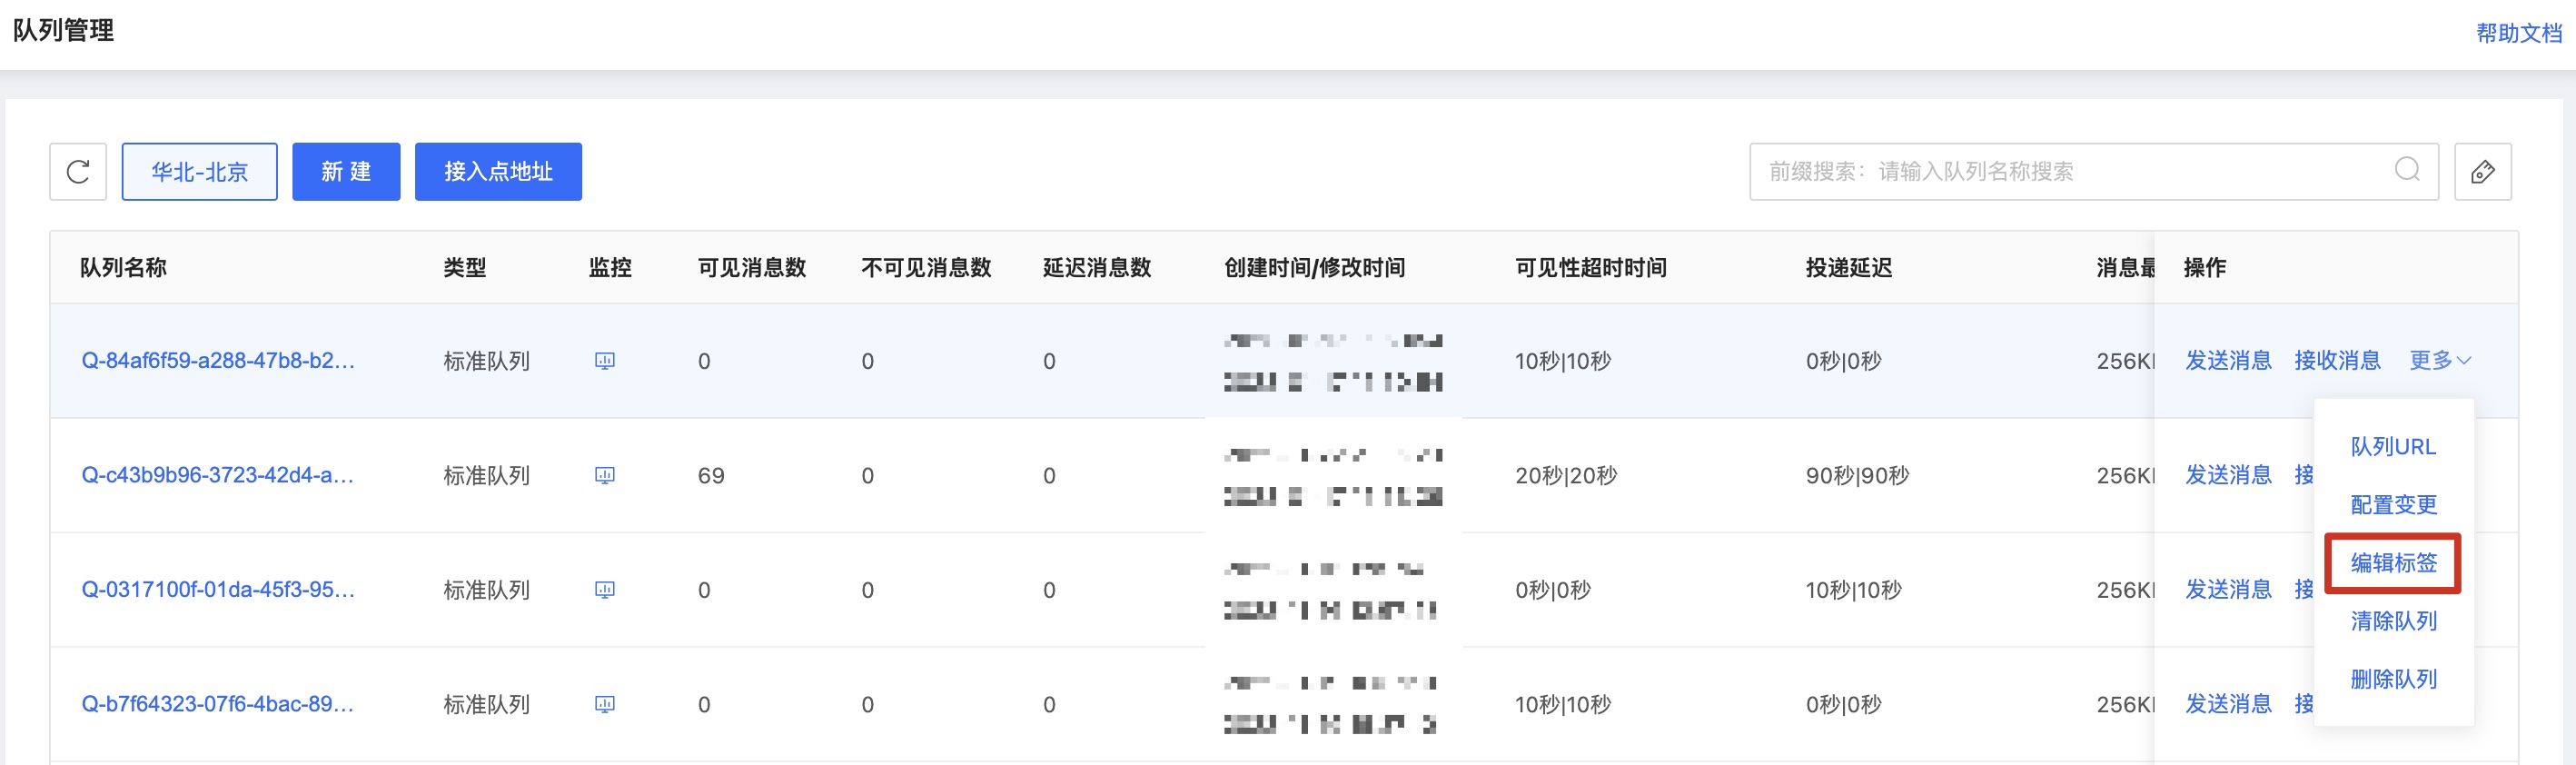 队列管理
帮助文档
华北-北京 新 建 接入点地址 前缀搜索：请输入队列名称搜索
队列名称 类型 监控 可见消息数 不可见消息数 延迟消息数 创建时间/修改时间 可见性超时时间 投递延迟 消息最 操作
Q-84af6f59-a288-47b8-b2... 标准队列 0 0 0 10秒|10秒 0秒|0秒 256K 发送消息 接收消息 更多
队列URL
Q-c43b9b96-3723-42d4-a... 标准队列 69 0 0 20秒|20秒 90秒|90秒 256K 发送消息 接
配置变更
编辑标签
Q-0317100f-01da-45f3-95... 标准队列 0 0 0 0秒|0秒 10秒|10秒 256K 发送消息 接
清除队列
删除队列
Q-b7f64323-07f6-4bac-89... 标准队列 0 0 0 10秒|10秒 0秒|0秒 256K 发送消息 接